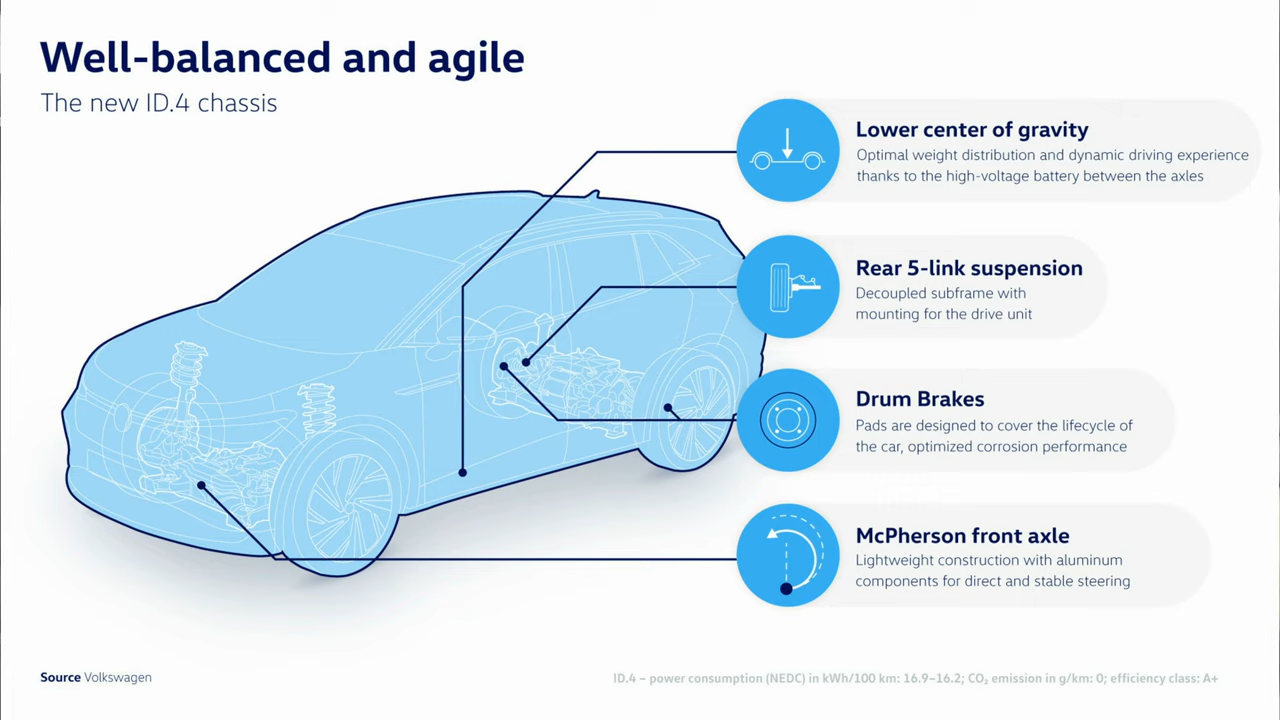 Well-balanced and agile
The new ID.4 chassis
Lower center of gravity
Optimal weight distribution and dynamic driving experience
thanks to the high-voltage battery between the axles
Rear 5-link suspension
Decoupled subframe with
mounting for the drive unit
Drum Brakes
Pads are designed to cover the lifecycle of
the car, optimized corrosion performance
McPherson front axle
Lightweight construction with aluminum
components for direct and stable steering
Source Volkswagen
ID.4 – power consumption (NEDC) in kWh/100 km: 16.9–16.2; CO₂ emission in g/km: 0; efficiency class: A+